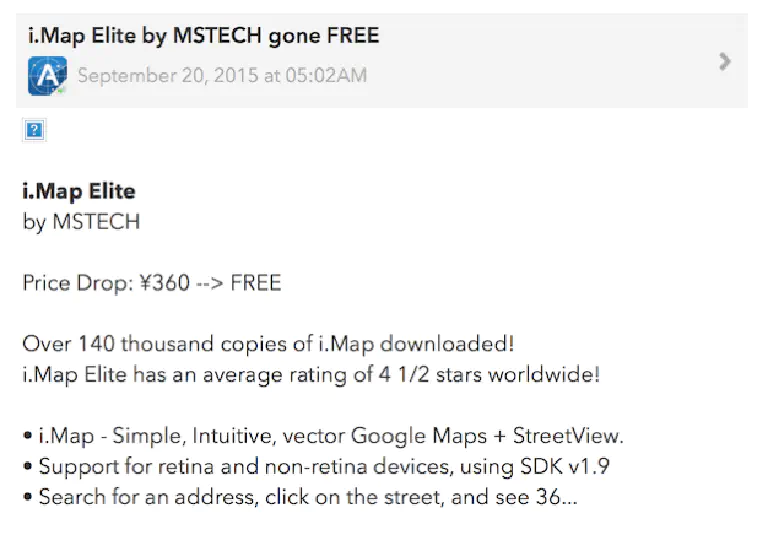 i.Map Elite by MSTECH gone FREE
September 20, 2015 at 05:02AM
?
i.Map Elite
by MSTECH
Price Drop: ¥360 --> FREE
Over 140 thousand copies of i.Map downloaded!
i.Map Elite has an average rating of 4 1/2 stars worldwide!
• i.Map - Simple, Intuitive, vector Google Maps + StreetView.
• Support for retina and non-retina devices, using SDK v1.9
• Search for an address, click on the street, and see 36...